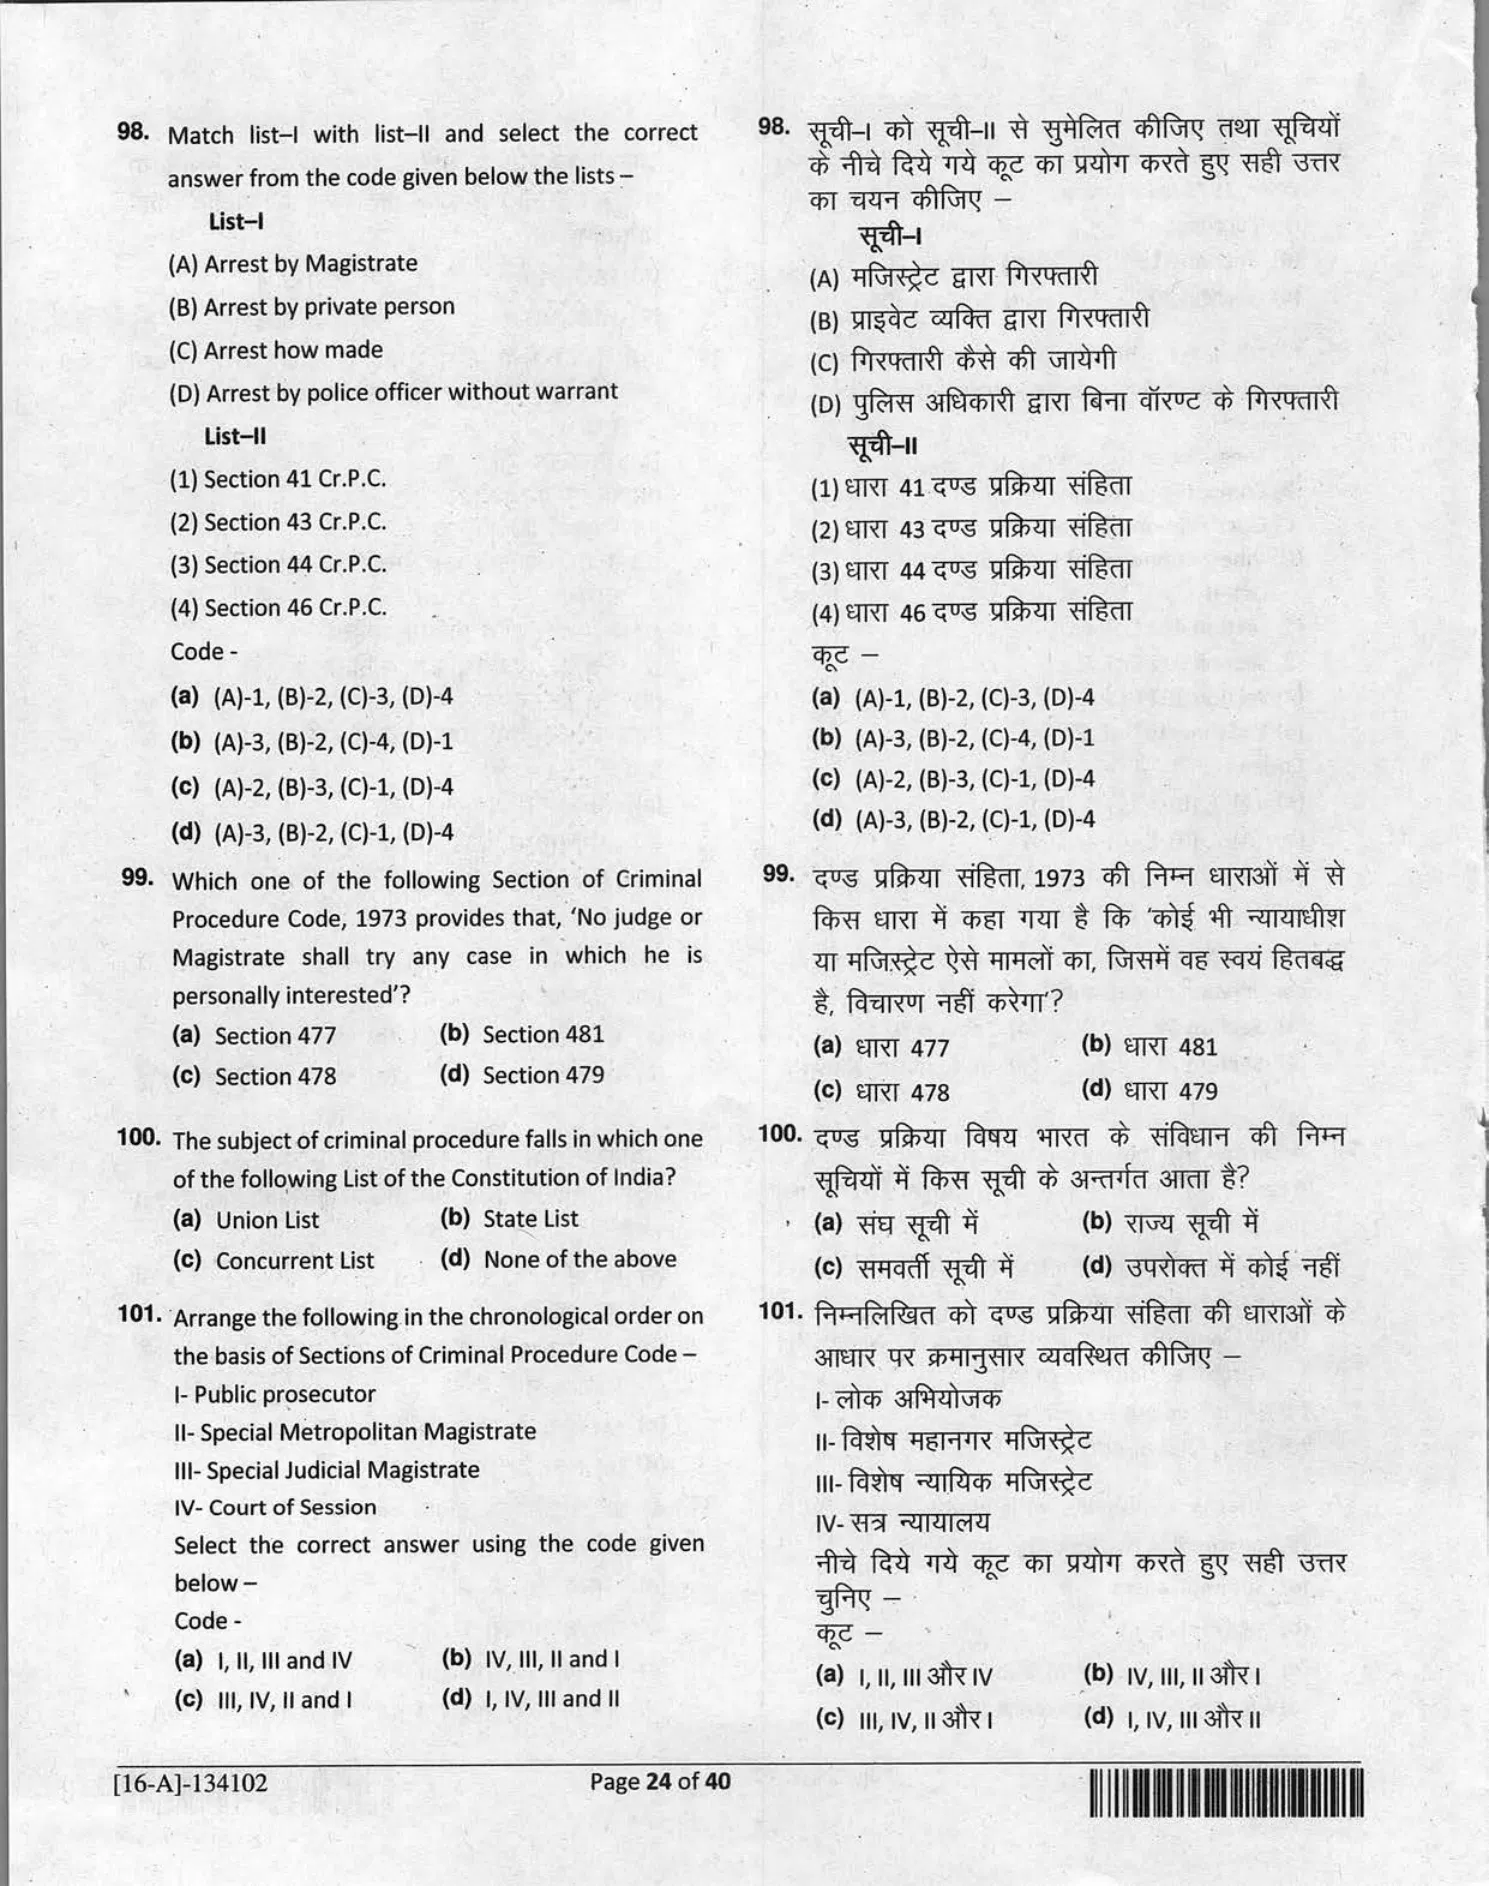 98. Match list–I with list–II and select the correct
answer from the code given below the lists –
List–I
(A) Arrest by Magistrate
(B) Arrest by private person
(C) Arrest how made
(D) Arrest by police officer without warrant
List–II
(1) Section 41 Cr.P.C.
(2) Section 43 Cr.P.C.
(3) Section 44 Cr.P.C.
(4) Section 46 Cr.P.C.
Code -
(a) (A)-1, (B)-2, (C)-3, (D)-4
(b) (A)-3, (B)-2, (C)-4, (D)-1
(c) (A)-2, (B)-3, (C)-1, (D)-4
(d) (A)-3, (B)-2, (C)-1, (D)-4
99. Which one of the following Section of Criminal
Procedure Code, 1973 provides that, ‘No judge or
Magistrate shall try any case in which he is
personally interested’?
(a) Section 477 (b) Section 481
(c) Section 478 (d) Section 479
100. The subject of criminal procedure falls in which one
of the following List of the Constitution of India?
(a) Union List (b) State List
(c) Concurrent List (d) None of the above
101. Arrange the following in the chronological order on
the basis of Sections of Criminal Procedure Code –
I- Public prosecutor
II- Special Metropolitan Magistrate
III- Special Judicial Magistrate
IV- Court of Session
Select the correct answer using the code given
below –
Code -
(a) I, II, III and IV (b) IV, III, II and I
(c) III, IV, II and I (d) I, IV, III and II
98. सूची–I को सूची–II से सुमेलित कीजिए तथा सूचियों
के नीचे दिये गये कूट का प्रयोग करते हुए सही उत्तर
का चयन कीजिए –
सूची–I
(A) मजिस्ट्रेट द्वारा गिरफ्तारी
(B) प्राइवेट व्यक्ति द्वारा गिरफ्तारी
(C) गिरफ्तारी कैसे की जायेगी
(D) पुलिस अधिकारी द्वारा बिना वॉरण्ट के गिरफ्तारी
सूची–II
(1) धारा 41 दण्ड प्रक्रिया संहिता
(2) धारा 43 दण्ड प्रक्रिया संहिता
(3) धारा 44 दण्ड प्रक्रिया संहिता
(4) धारा 46 दण्ड प्रक्रिया संहिता
कूट –
(a) (A)-1, (B)-2, (C)-3, (D)-4
(b) (A)-3, (B)-2, (C)-4, (D)-1
(c) (A)-2, (B)-3, (C)-1, (D)-4
(d) (A)-3, (B)-2, (C)-1, (D)-4
99. दण्ड प्रक्रिया संहिता, 1973 की निम्न धाराओं में से
किस धारा में कहा गया है कि ‘कोई भी न्यायाधीश
या मजिस्ट्रेट ऐसे मामलों का, जिसमें वह स्वयं हितबद्ध
है, विचारण नहीं करेगा’?
(a) धारा 477 (b) धारा 481
(c) धारा 478 (d) धारा 479
100. दण्ड प्रक्रिया विषय भारत के संविधान की निम्न
सूचियों में किस सूची के अन्तर्गत आता है?
(a) संघ सूची में (b) राज्य सूची में
(c) समवर्ती सूची में (d) उपरोक्त में कोई नहीं
101. निम्नलिखित को दण्ड प्रक्रिया संहिता की धाराओं के
आधार पर क्रमानुसार व्यवस्थित कीजिए –
I- लोक अभियोजक
II- विशेष महानगर मजिस्ट्रेट
III- विशेष न्यायिक मजिस्ट्रेट
IV- सत्र न्यायालय
नीचे दिये गये कूट का प्रयोग करते हुए सही उत्तर
चुनिए –
कूट –
(a) I, II, III और IV (b) IV, III, II और I
(c) III, IV, II और I (d) I, IV, III और II
[16-A]-134102 Page 24 of 40